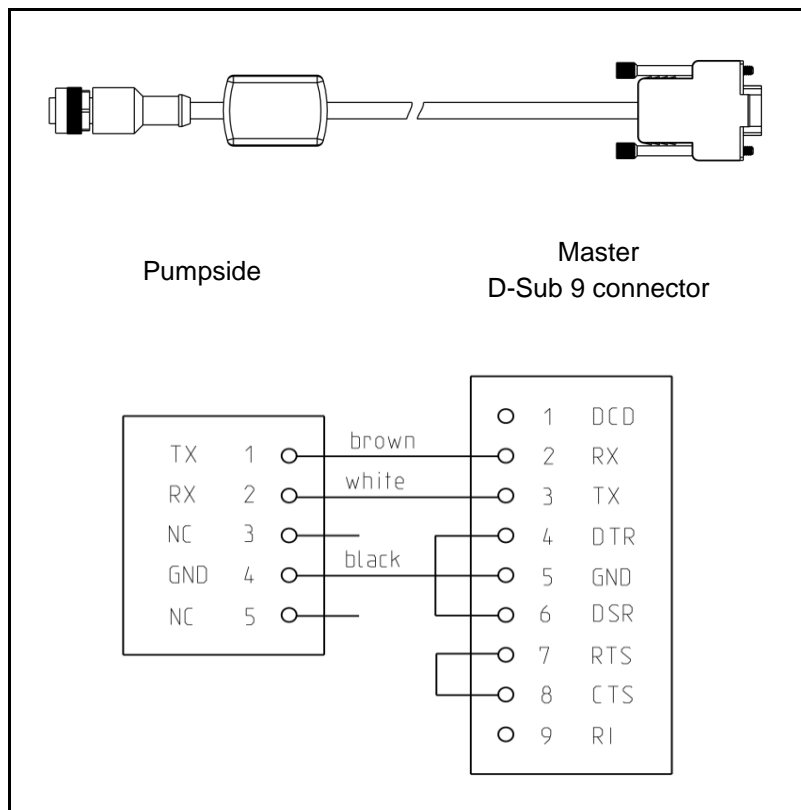 Pumpside
Master
D-Sub 9 connector
TX 1
RX 2
NC 3
GND 4
NC 5
brown
white
black
1 DCD
2 RX
3 TX
4 DTR
5 GND
6 DSR
7 RTS
8 CTS
9 RI